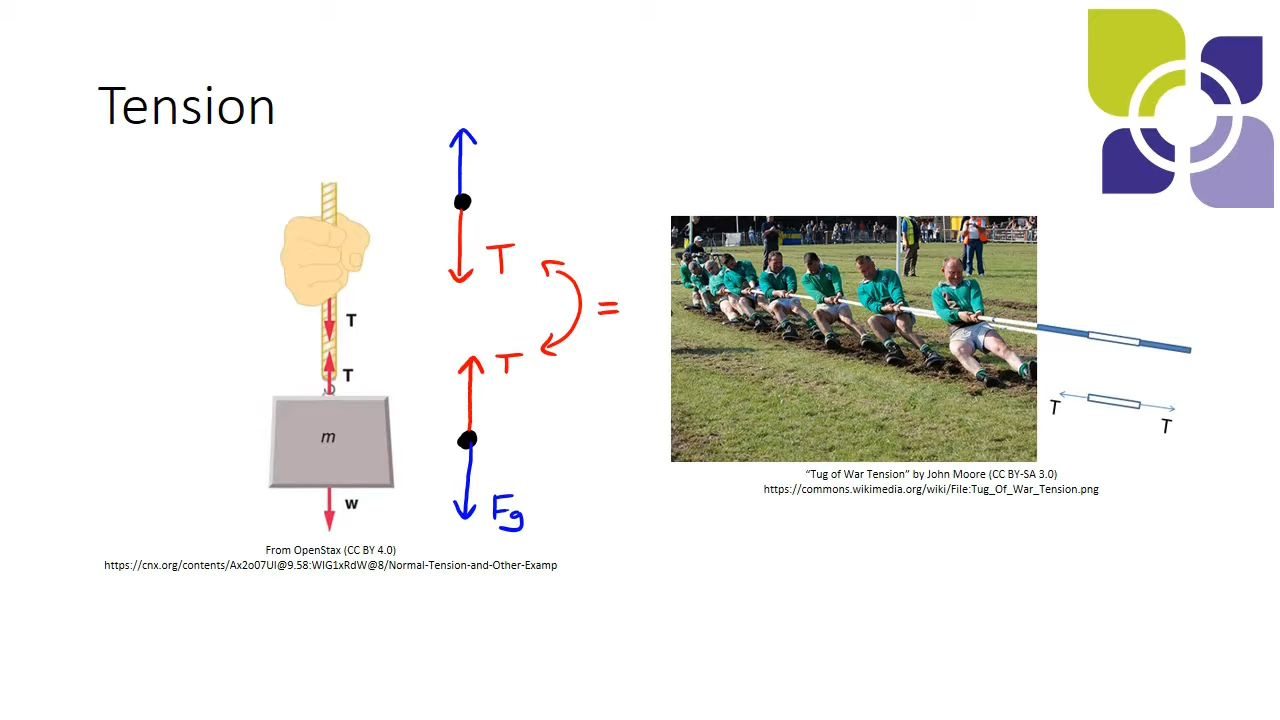 Tension
T
T
T
T
=
m
w
Fg
From OpenStax (CC BY 4.0)
https://cnx.org/contents/Ax2o07Ul@9.58:WIG1xRdW@8/Normal-Tension-and-Other-Examp
T
T
“Tug of War Tension” by John Moore (CC BY-SA 3.0)
https://commons.wikimedia.org/wiki/File:Tug_Of_War_Tension.png